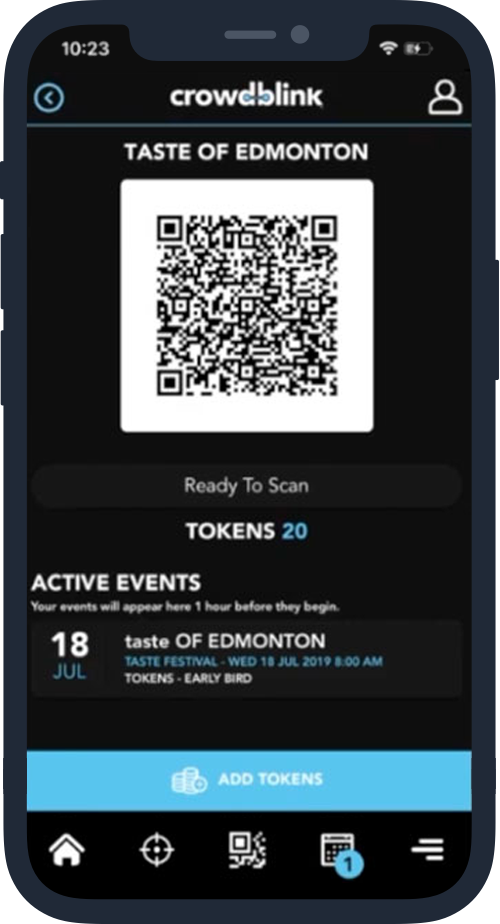 10:23
crowdblink
TASTE OF EDMONTON
Ready To Scan
TOKENS 20
ACTIVE EVENTS
Your events will appear here 1 hour before they begin.
18
JUL
taste OF EDMONTON
TASTE FESTIVAL - WED 18 JUL 2019 8:00 AM
TOKENS - EARLY BIRD
ADD TOKENS
1